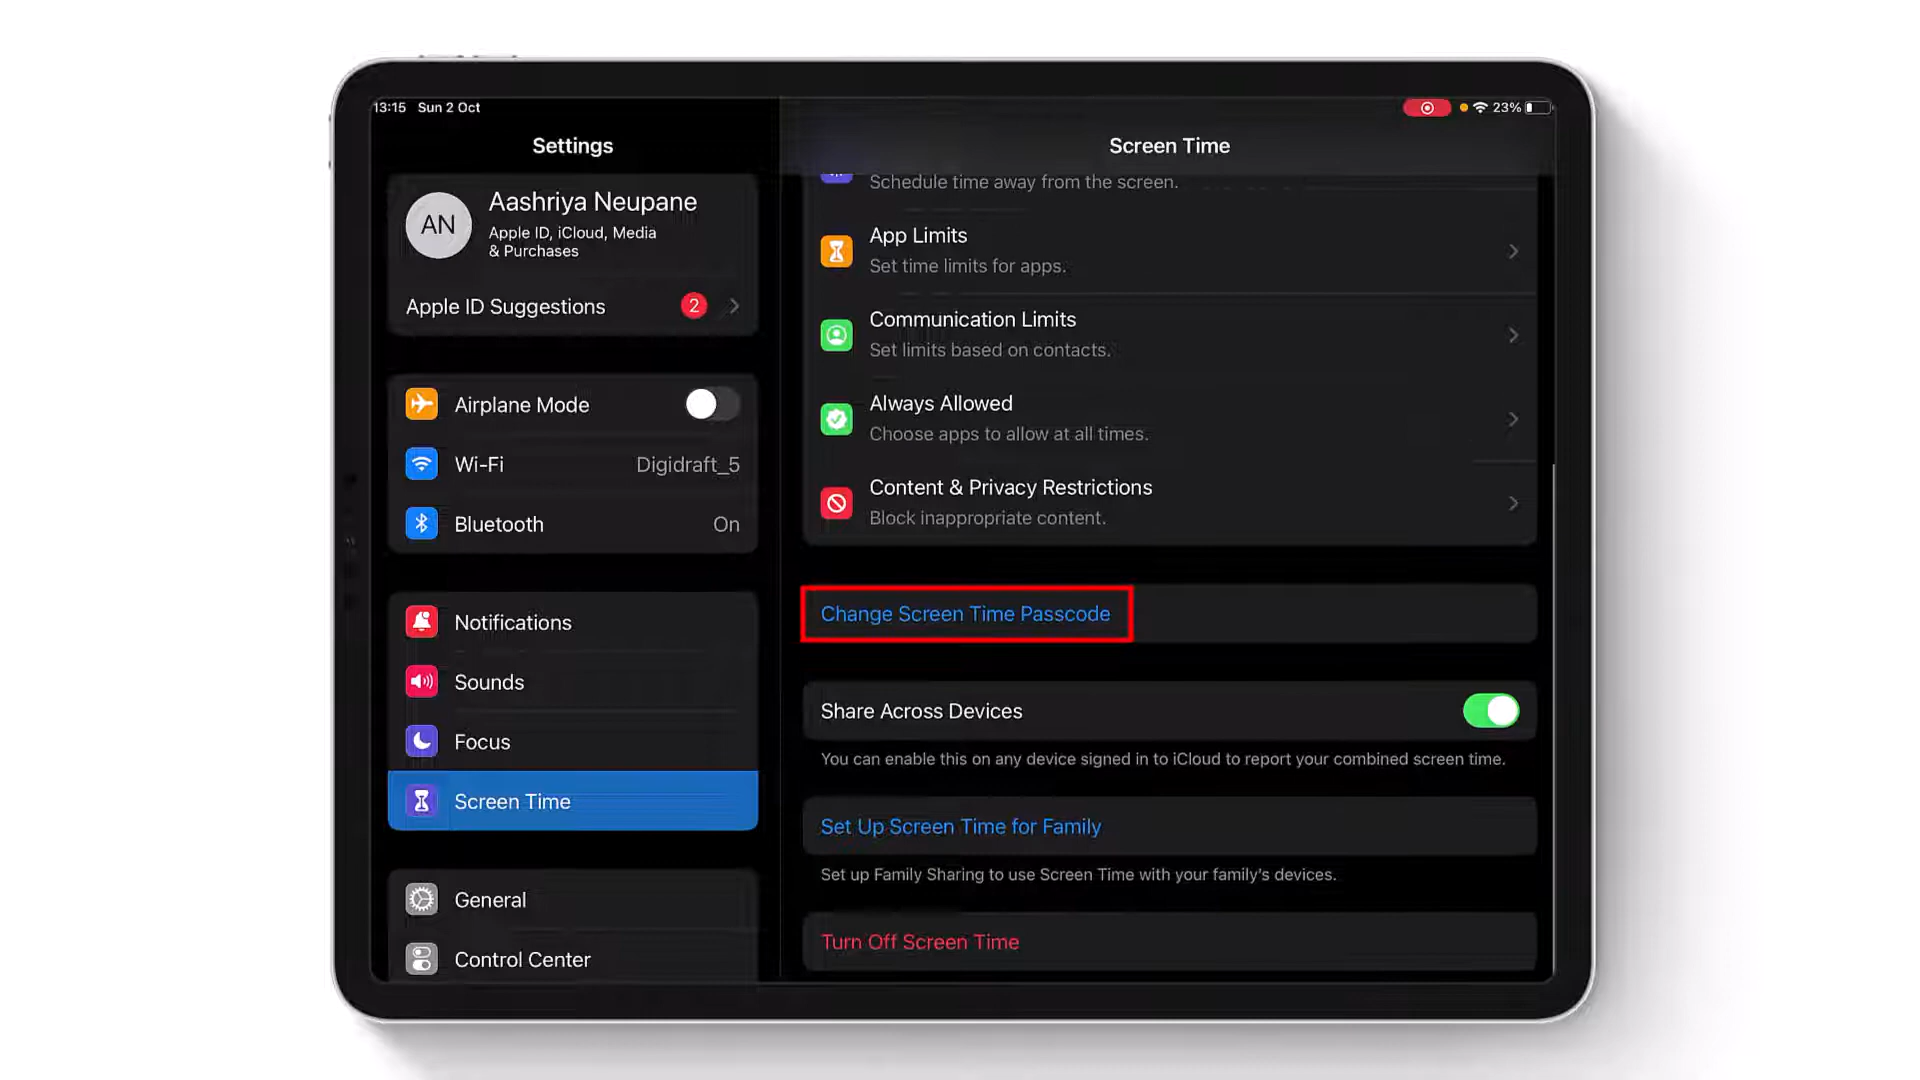 13:15 Sun 2 Oct
23%
Settings
Screen Time
AN
Aashriya Neupane
Apple ID, iCloud, Media
& Purchases
Apple ID Suggestions
2
Airplane Mode
Wi-Fi
Digidraft_5
Bluetooth
On
Notifications
Sounds
Focus
Screen Time
General
Control Center
Schedule time away from the screen.
App Limits
Set time limits for apps.
Communication Limits
Set limits based on contacts.
Always Allowed
Choose apps to allow at all times.
Content & Privacy Restrictions
Block inappropriate content.
Change Screen Time Passcode
Share Across Devices
You can enable this on any device signed in to iCloud to report your combined screen time.
Set Up Screen Time for Family
Set up Family Sharing to use Screen Time with your family's devices.
Turn Off Screen Time